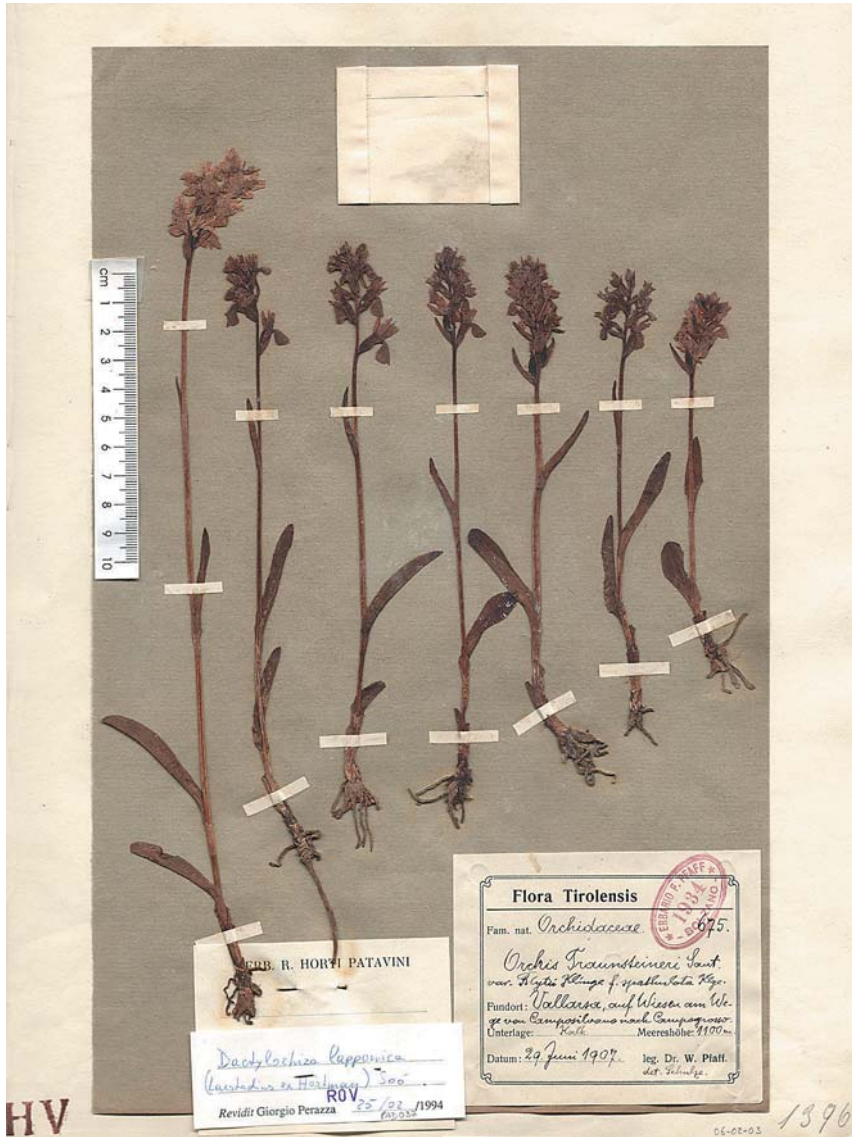 cm
1
2
3
4
5
6
7
8
9
10
Flora Tirolensis
Fam. nat. Orchidaceae 675.
Orchis Traunsteineri Saut.
var. Klinge f. spathulata Klge.
Fundort: Vallarsa, auf Wiesen am We-
ge von Camposilvano nach Campogrosso
Unterlage: Kalk Meereshöhe: 1100 m
Datum: 29. Juni 1907. leg. Dr. W. Pfaff.
det. Schulze.
* ERBARIO F. PFAFF *
1934
- BOLZANO -
ERB. R. HORTI PATAVINI
Dactylorhiza lapponica
(Laestadius ex Hartman) Soó
ROV
Revidit Giorgio Perazza 25/02/1994
PADOVA
HV
06-02-03 1396